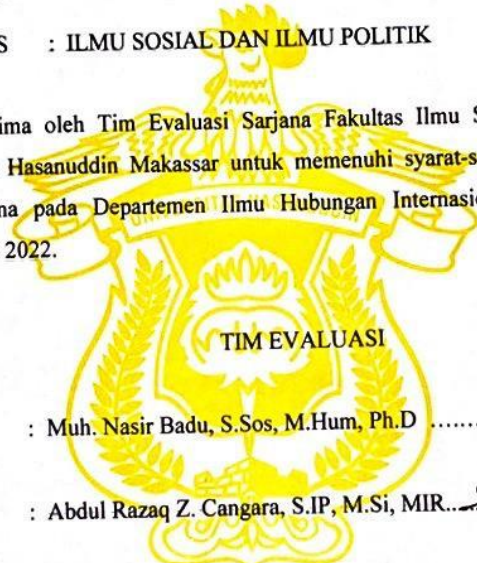 S : ILMU SOSIAL DAN ILMU POLITIK
ima oleh Tim Evaluasi Sarjana Fakultas Ilmu S
Hasanuddin Makassar untuk memenuhi syarat-s
na pada Departemen Ilmu Hubungan Internasi
2022.
TIM EVALUASI
: Muh. Nasir Badu, S.Sos, M.Hum, Ph.D .......
: Abdul Razaq Z. Cangara, S.IP, M.Si, MIR...